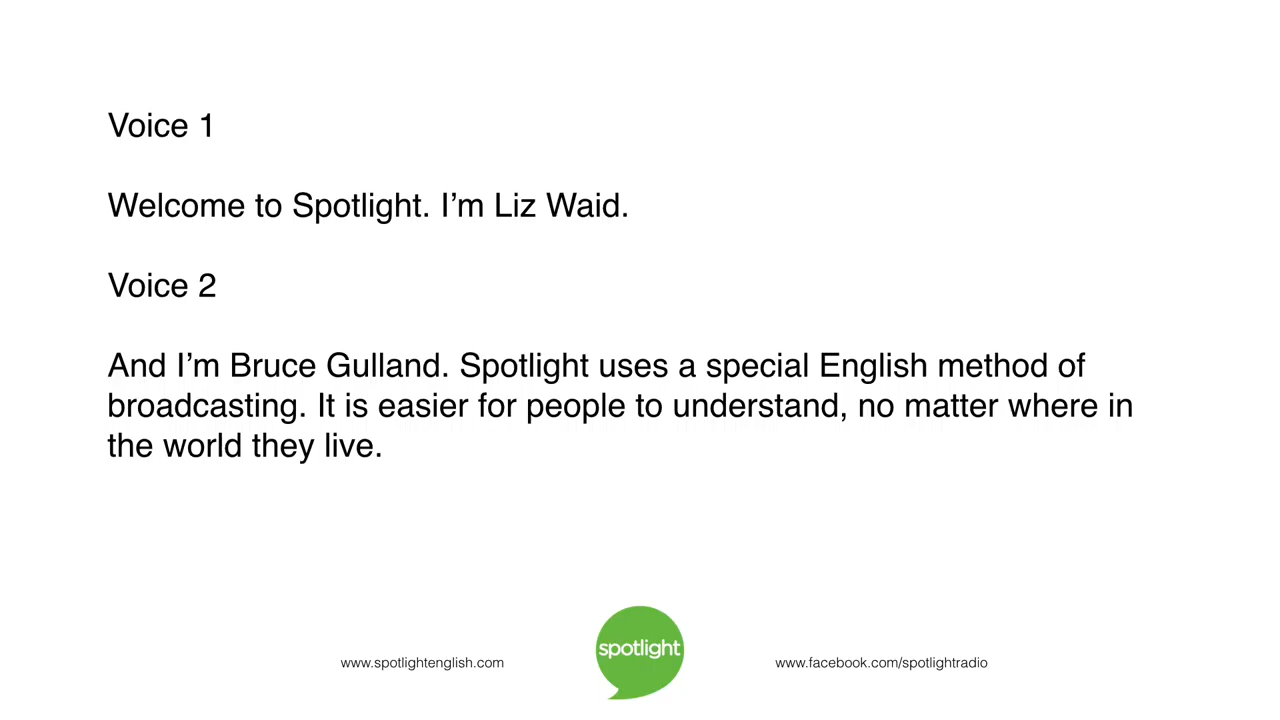 Voice 1
Welcome to Spotlight. I’m Liz Waid.
Voice 2
And I’m Bruce Gulland. Spotlight uses a special English method of
broadcasting. It is easier for people to understand, no matter where in
the world they live.
www.spotlightenglish.com
spotlight
www.facebook.com/spotlightradio